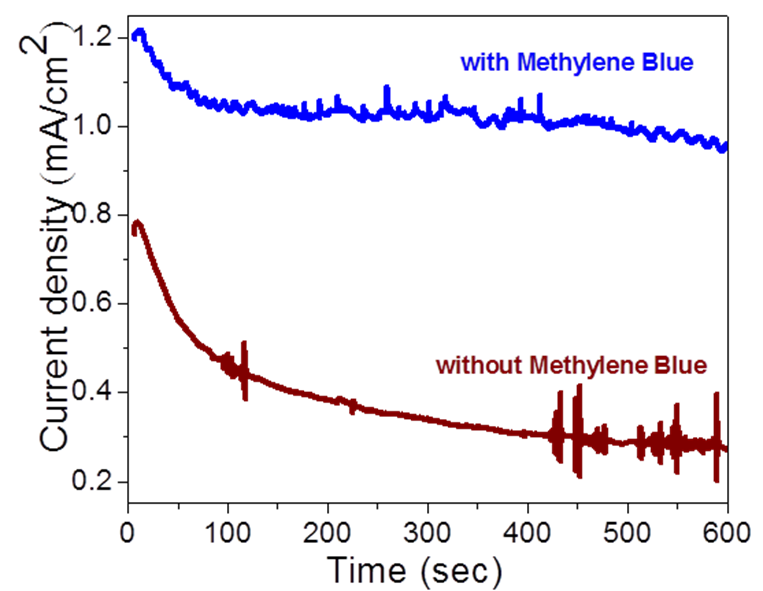 Current density (mA/cm²)
1.2
1.0
0.8
0.6
0.4
0.2
with Methylene Blue
without Methylene Blue
0 100 200 300 400 500 600
Time (sec)